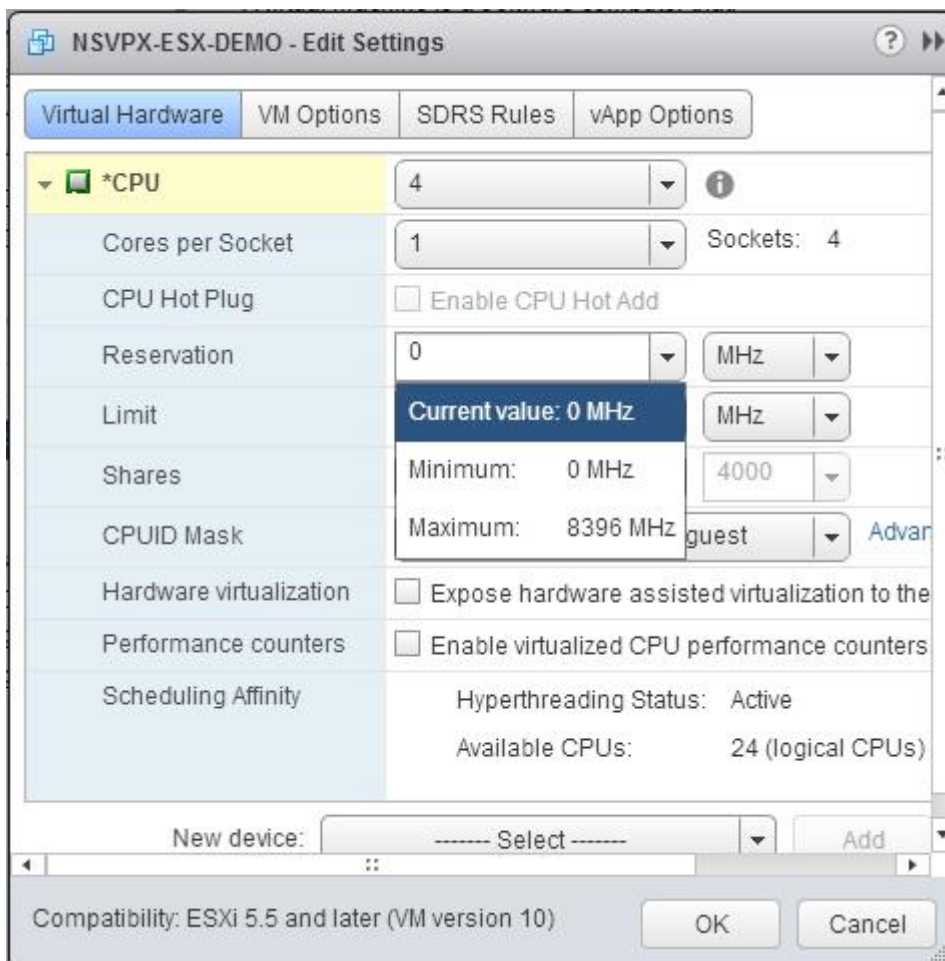 NSVPX-ESX-DEMO - Edit Settings ?
Virtual Hardware VM Options SDRS Rules vApp Options
*CPU 4
Cores per Socket 1 Sockets: 4
CPU Hot Plug Enable CPU Hot Add
Reservation 0 MHz
Current value: 0 MHz
Limit MHz
Minimum: 0 MHz
Shares 4000
Maximum: 8396 MHz
CPUID Mask guest Advan
Hardware virtualization Expose hardware assisted virtualization to the
Performance counters Enable virtualized CPU performance counters
Scheduling Affinity Hyperthreading Status: Active
Available CPUs: 24 (logical CPUs)
New device: ------- Select ------- Add
Compatibility: ESXi 5.5 and later (VM version 10) OK Cancel